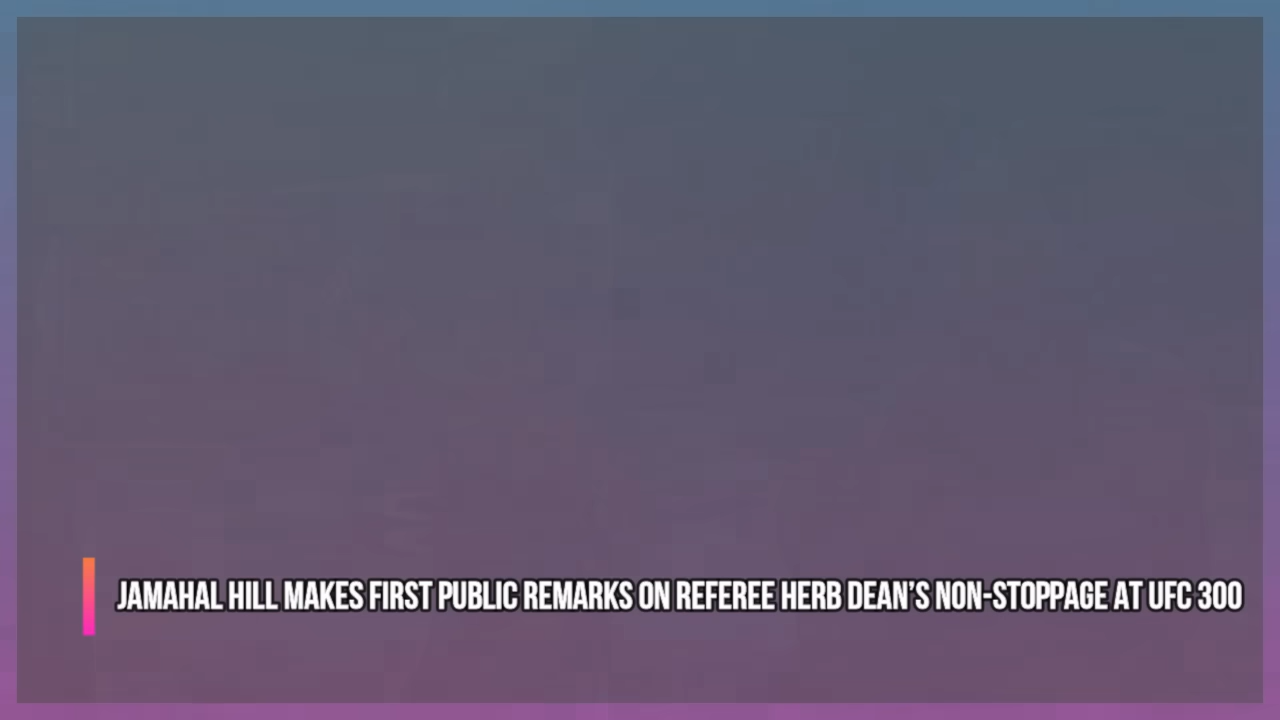 JAMAHAL HILL MAKES FIRST PUBLIC REMARKS ON REFEREE HERB DEAN'S NON-STOPPAGE AT UFC 300